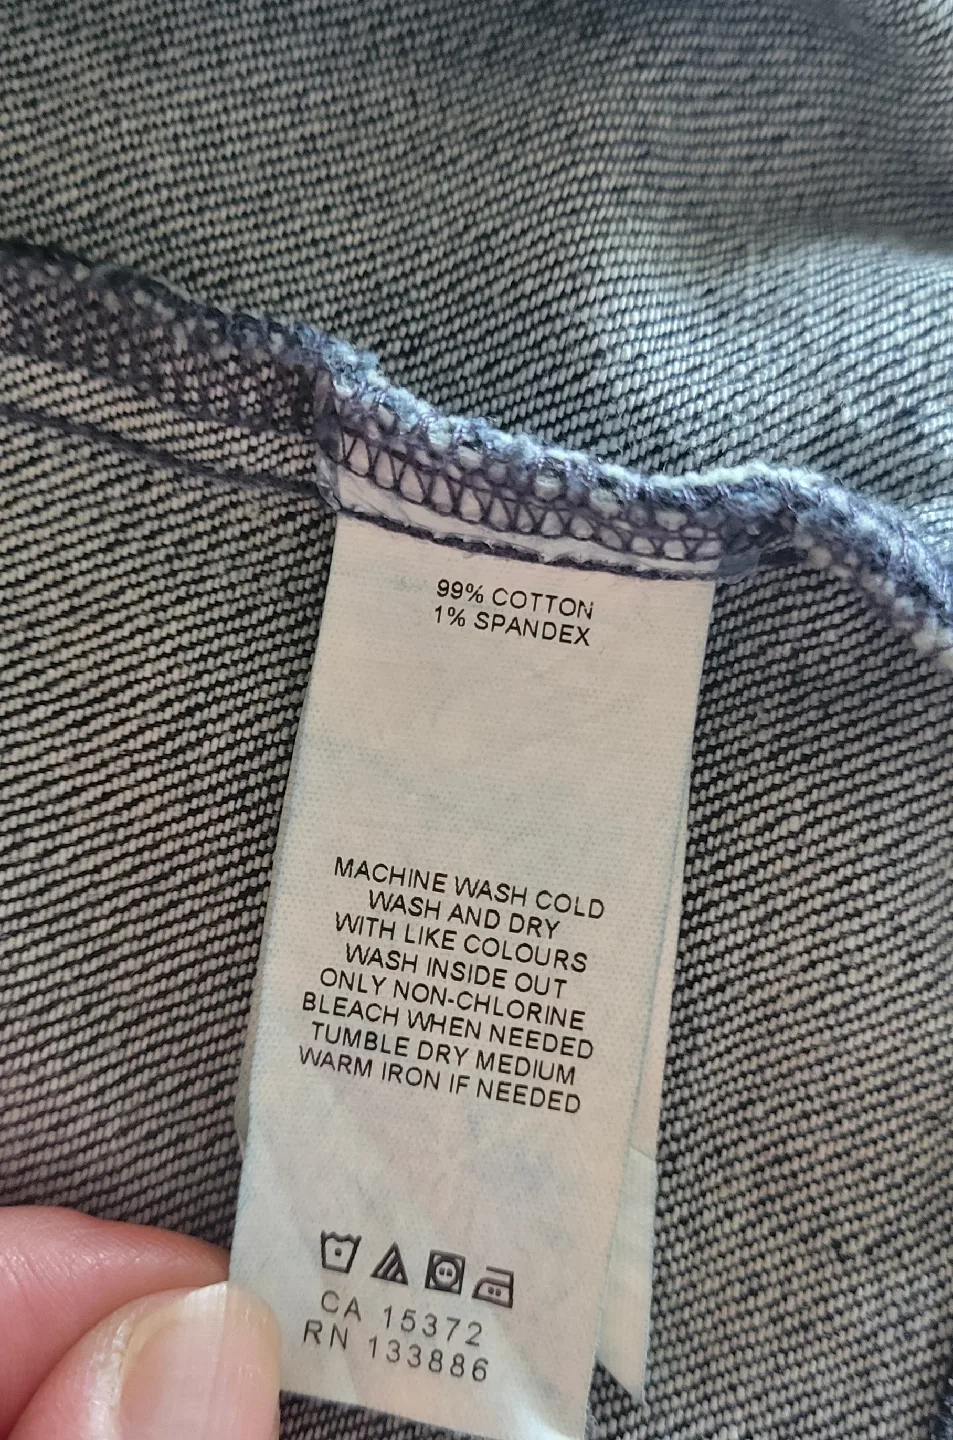 99% COTTON
1% SPANDEX
MACHINE WASH COLD
WASH AND DRY
WITH LIKE COLOURS
WASH INSIDE OUT
ONLY NON-CHLORINE
BLEACH WHEN NEEDED
TUMBLE DRY MEDIUM
WARM IRON IF NEEDED
CA 15372
RN 133886